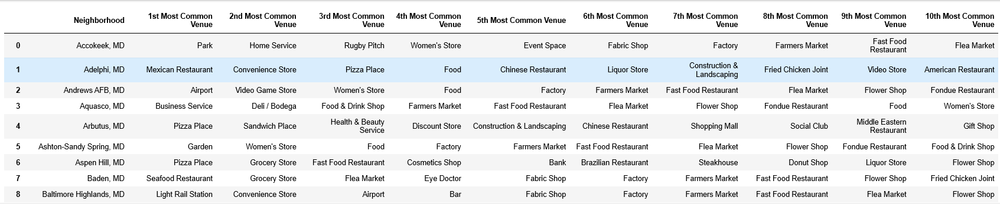 Neighborhood 1st Most Common Venue 2nd Most Common Venue 3rd Most Common Venue 4th Most Common Venue 5th Most Common Venue 6th Most Common Venue 7th Most Common Venue 8th Most Common Venue 9th Most Common Venue 10th Most Common Venue
0 Accokeek, MD Park Home Service Rugby Pitch Women's Store Event Space Fabric Shop Factory Farmers Market Fast Food Restaurant Flea Market
1 Adelphi, MD Mexican Restaurant Convenience Store Pizza Place Food Chinese Restaurant Liquor Store Construction & Landscaping Fried Chicken Joint Video Store American Restaurant
2 Andrews AFB, MD Airport Video Game Store Women's Store Food Factory Farmers Market Fast Food Restaurant Flea Market Flower Shop Fondue Restaurant
3 Aquasco, MD Business Service Deli / Bodega Food & Drink Shop Farmers Market Fast Food Restaurant Flea Market Flower Shop Fondue Restaurant Food Women's Store
4 Arbutus, MD Pizza Place Sandwich Place Health & Beauty Service Discount Store Construction & Landscaping Chinese Restaurant Shopping Mall Social Club Middle Eastern Restaurant Gift Shop
5 Ashton-Sandy Spring, MD Garden Women's Store Food Factory Farmers Market Fast Food Restaurant Flea Market Flower Shop Fondue Restaurant Food & Drink Shop
6 Aspen Hill, MD Pizza Place Grocery Store Fast Food Restaurant Cosmetics Shop Bank Brazilian Restaurant Steakhouse Donut Shop Liquor Store Flower Shop
7 Baden, MD Seafood Restaurant Grocery Store Flea Market Eye Doctor Fabric Shop Factory Farmers Market Fast Food Restaurant Flower Shop Fried Chicken Joint
8 Baltimore Highlands, MD Light Rail Station Convenience Store Airport Bar Fabric Shop Factory Farmers Market Fast Food Restaurant Flea Market Flower Shop